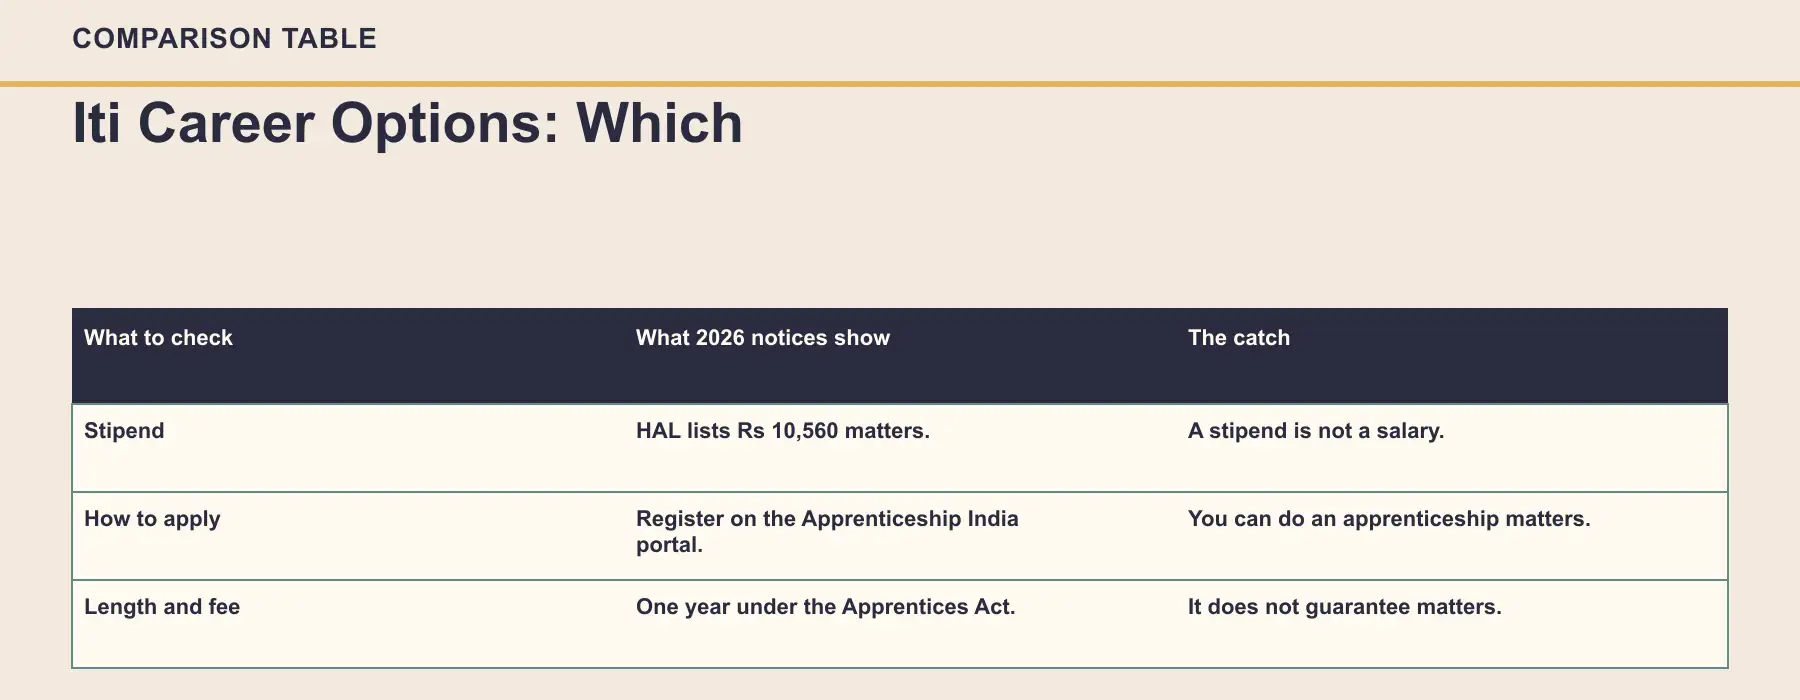 COMPARISON TABLE
Iti Career Options: Which
What to check
What 2026 notices show
The catch
Stipend
HAL lists Rs 10,560 matters.
A stipend is not a salary.
How to apply
Register on the Apprenticeship India
portal.
You can do an apprenticeship matters.
Length and fee
One year under the Apprentices Act.
It does not guarantee matters.